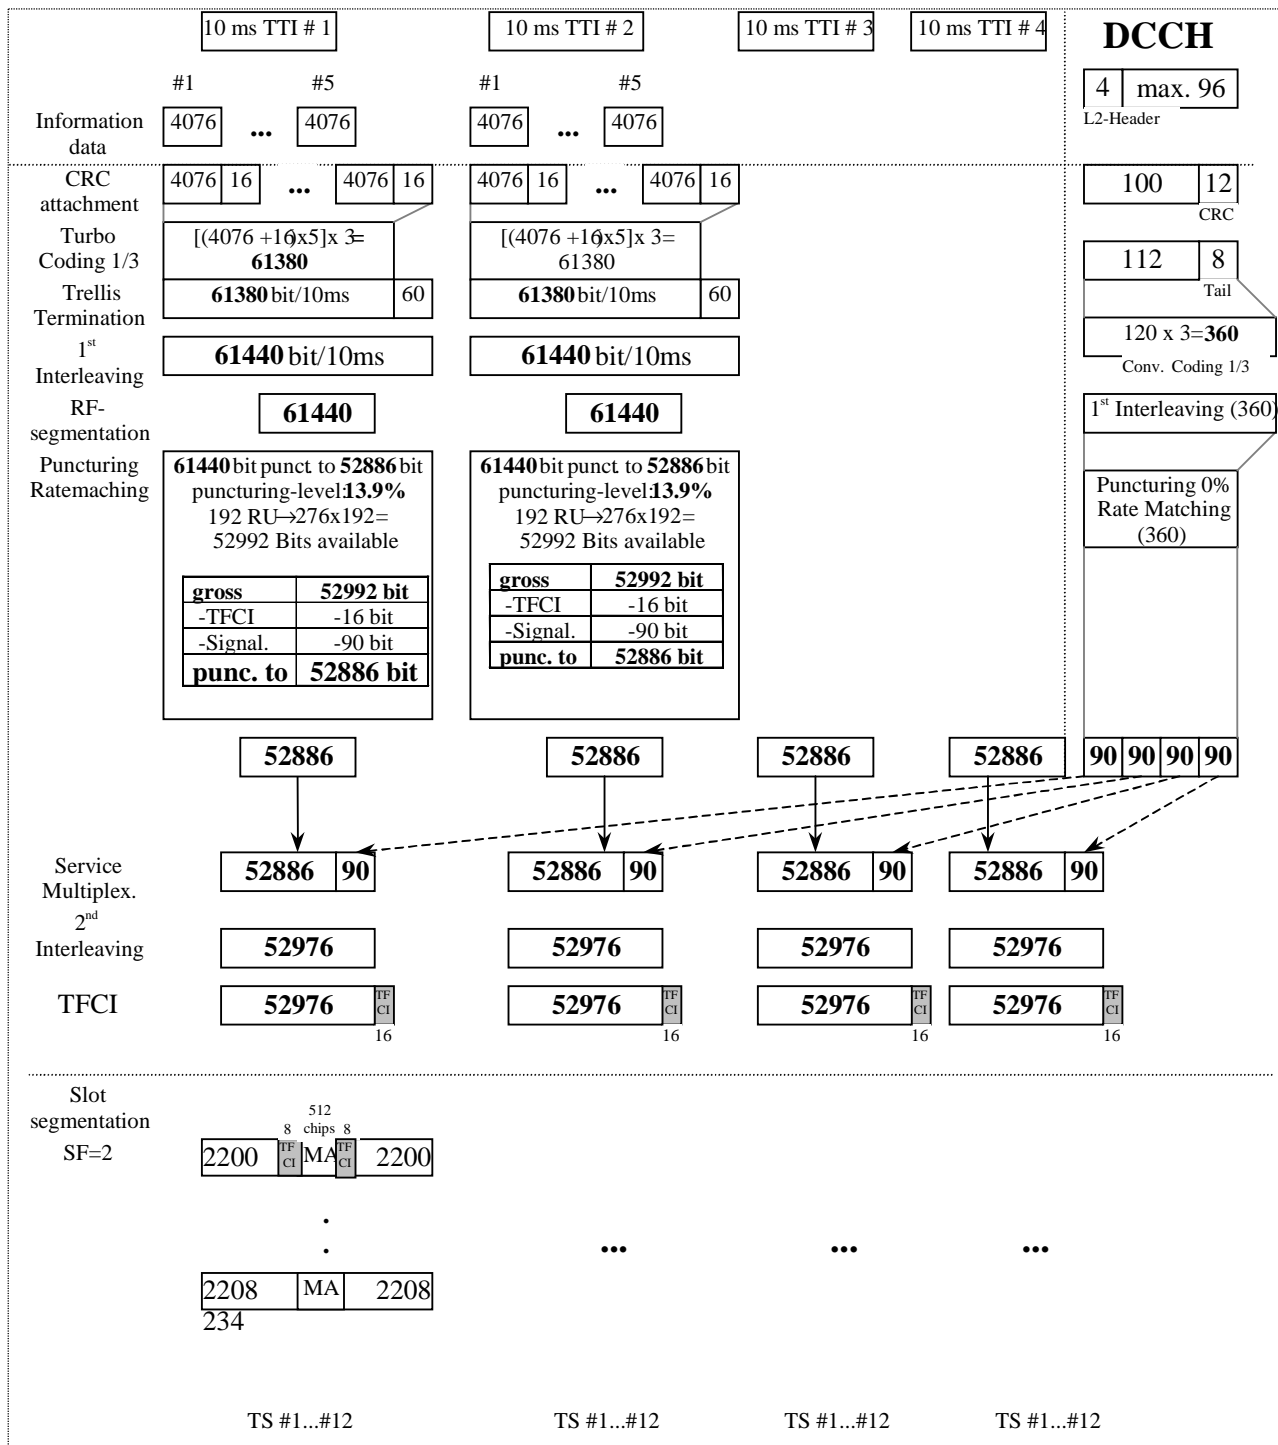 10 ms TTI # 1
10 ms TTI # 2
10 ms TTI # 3
10 ms TTI # 4
DCCH
#1
#5
#1
#5
4
max. 96
L2-Header
Information
data
4076
...
4076
4076
...
4076
CRC
attachment
4076
16
...
4076
16
4076
16
...
4076
16
100
12
CRC
Turbo
Coding 1/3
[(4076 +16)x5]x 3=
61380
[(4076 +16)x5]x 3=
61380
112
8
Tail
Trellis
Termination
61380 bit/10ms
60
61380 bit/10ms
60
120 x 3=360
Conv. Coding 1/3
1st
Interleaving
61440 bit/10ms
61440 bit/10ms
1st Interleaving (360)
RF-
segmentation
61440
61440
Puncturing
Ratemaching
61440 bit punct. to 52886 bit
puncturing-level:13.9%
192 RU→276x192=
52992 Bits available
gross
52992 bit
-TFCI
-16 bit
-Signal.
-90 bit
punc. to
52886 bit
61440 bit punct. to 52886 bit
puncturing-level:13.9%
192 RU→276x192=
52992 Bits available
gross
52992 bit
-TFCI
-16 bit
-Signal.
-90 bit
punc. to
52886 bit
Puncturing 0%
Rate Matching
(360)
52886
52886
52886
52886
90
90
90
90
Service
Multiplex.
52886
90
52886
90
52886
90
52886
90
2nd
Interleaving
52976
52976
52976
52976
TFCI
52976
TF
CI
16
52976
TF
CI
16
52976
TF
CI
16
52976
TF
CI
16
Slot
segmentation
SF=2
512
chips
8
8
2200
TF
CI
MA
TF
CI
2200
.
.
...
...
...
2208
MA
2208
234
TS #1...#12
TS #1...#12
TS #1...#12
TS #1...#12